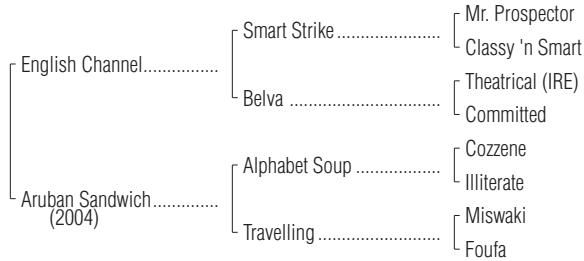 Mr. Prospector
Smart Strike
Classy 'n Smart
English Channel
Theatrical (IRE)
Belva
Committed
Cozzene
Alphabet Soup
Illiterate
Aruban Sandwich
(2004)
Miswaki
Travelling
Foufa